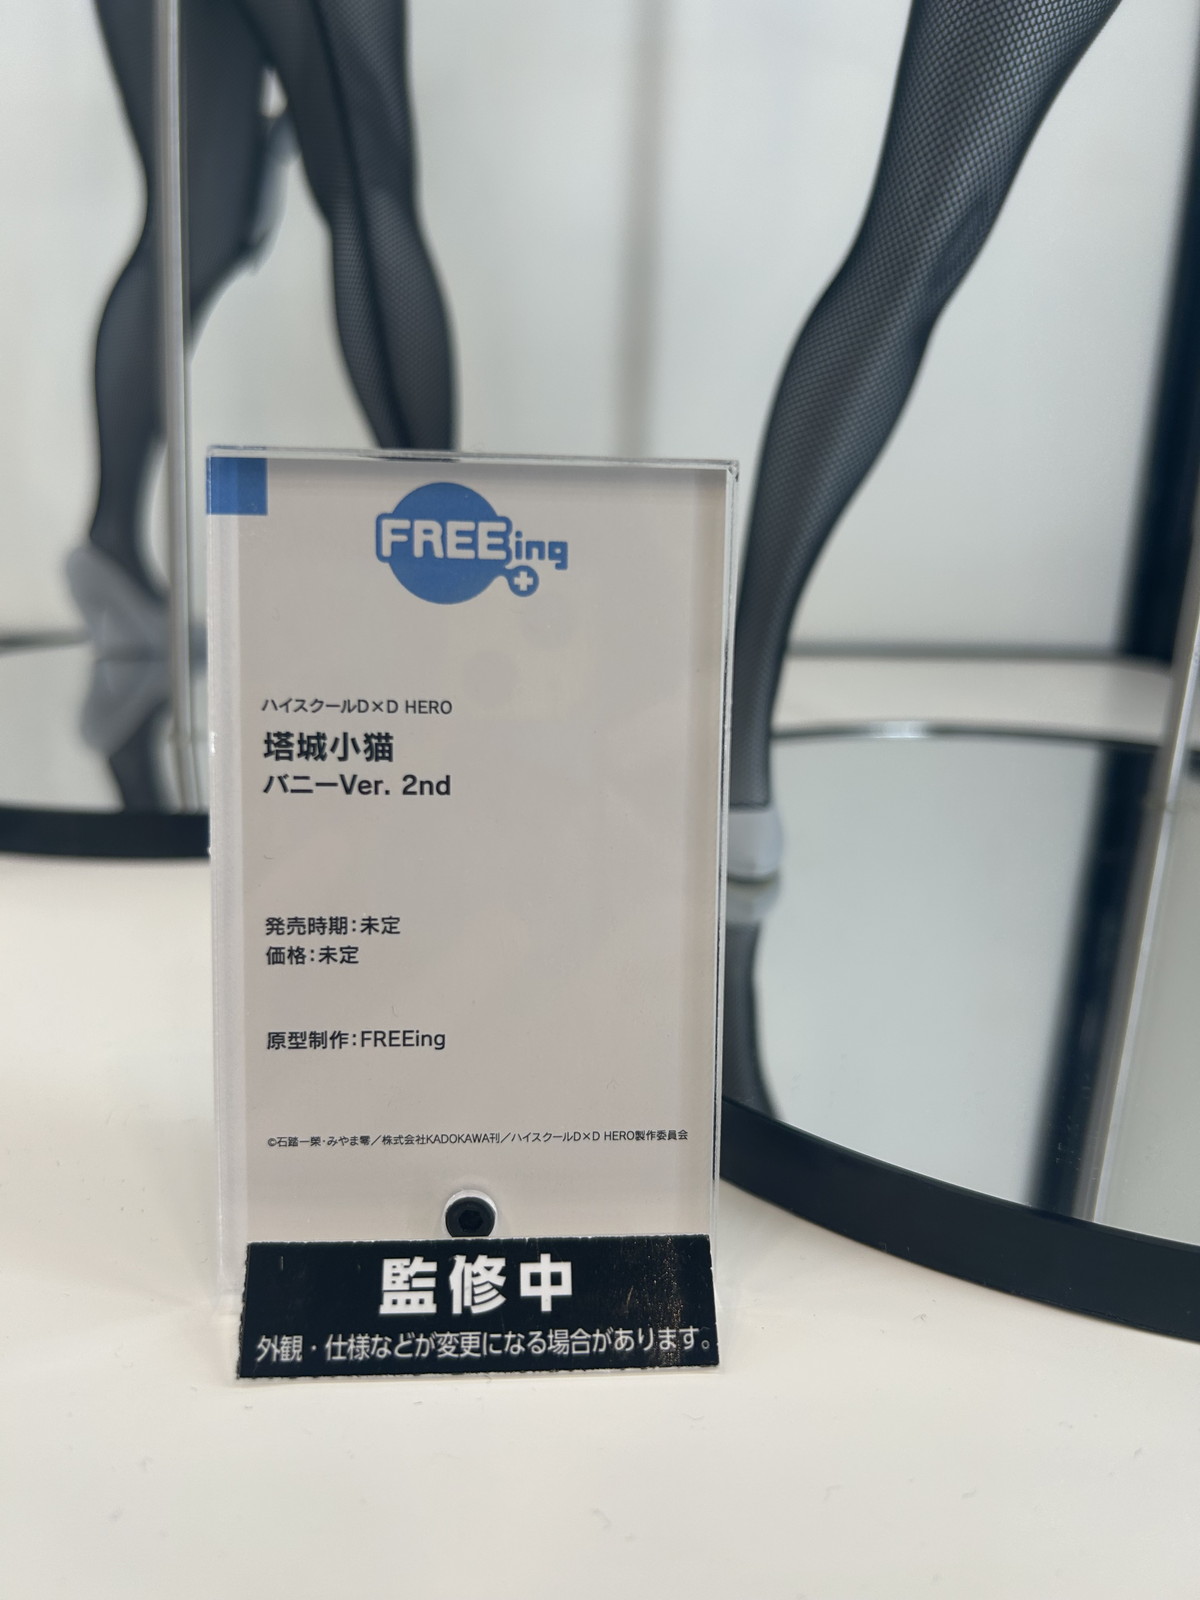 FREEing
ハイスクールD×D HERO
塔城小猫
バニーVer. 2nd
発売時期：未定
価格：未定
原型制作：FREEing
©石踏一榮・みやま零／株式会社KADOKAWA刊／ハイスクールD×D HERO製作委員会
監修中
外観・仕様などが変更になる場合があります。